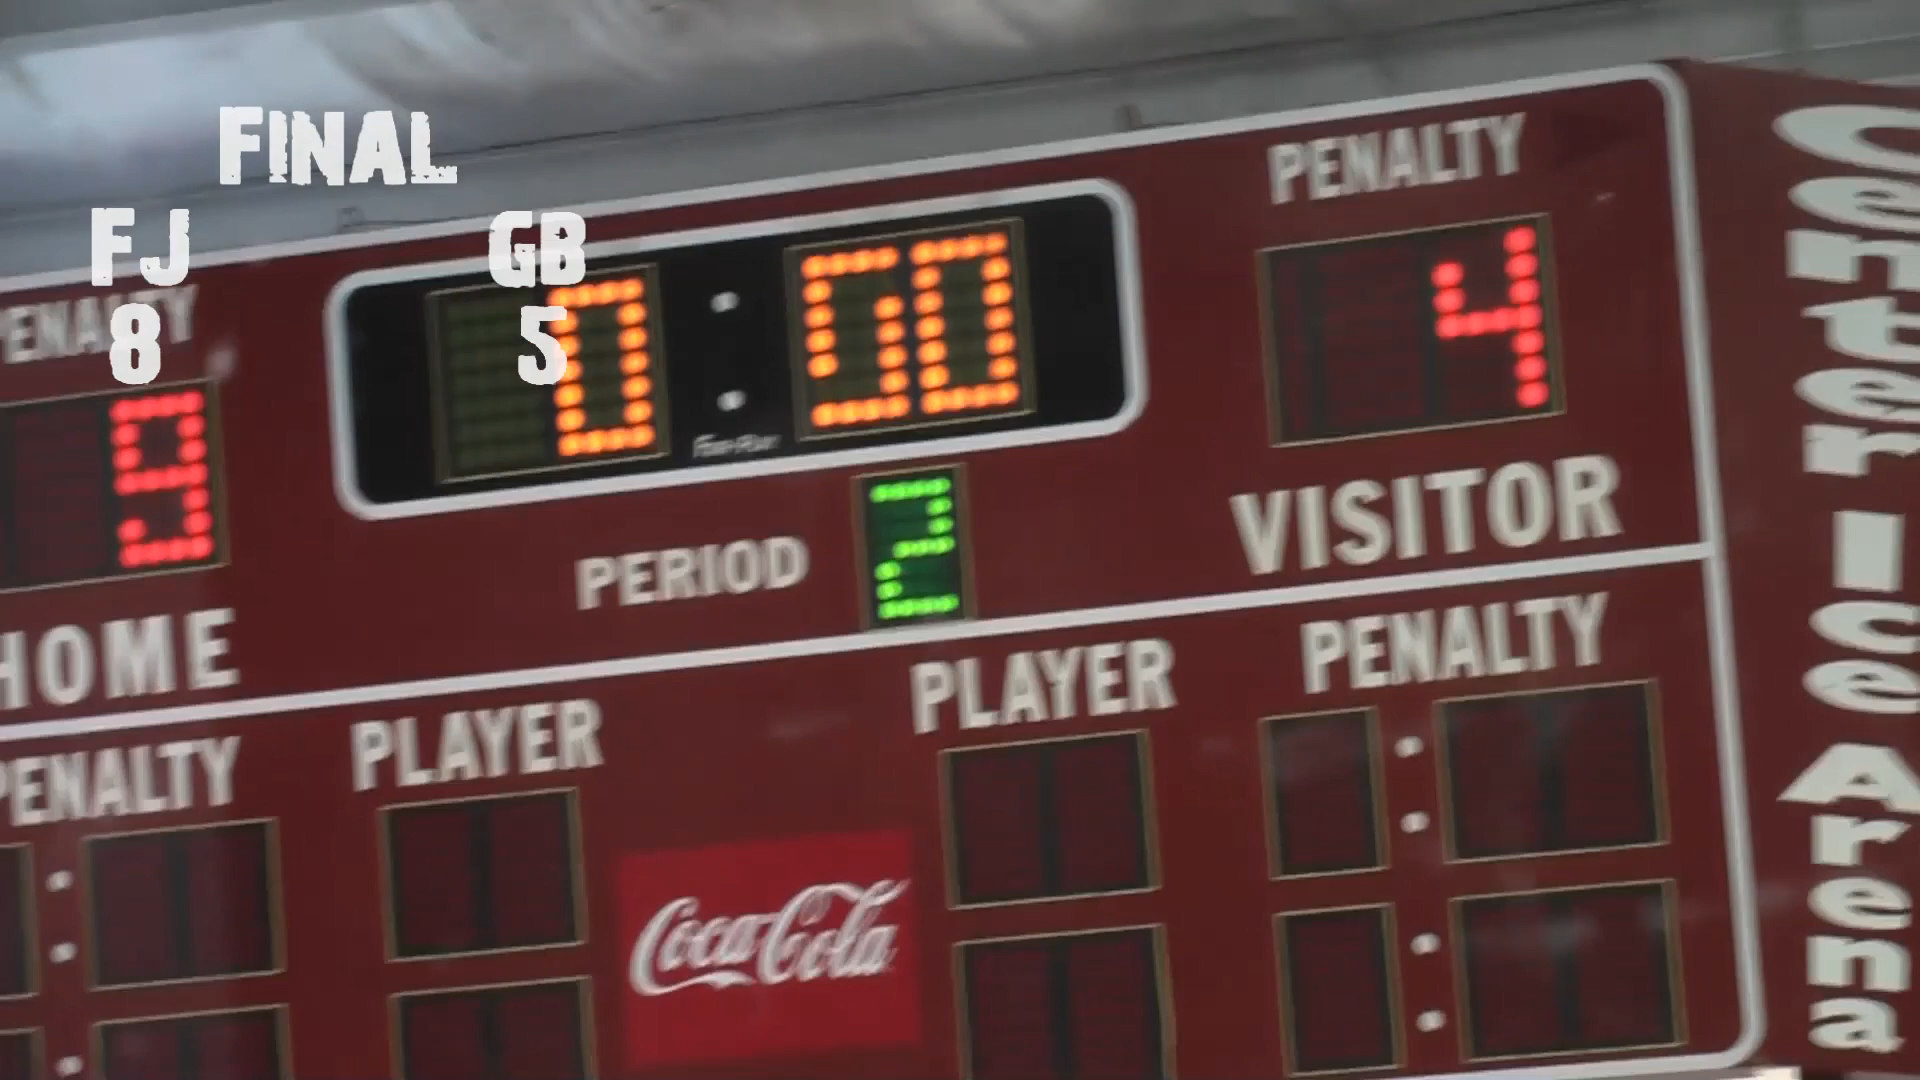 FINAL
FJ GB
8 5
PENALTY
PENALTY
9
0 : 00
4
HOME
PERIOD 2
VISITOR
PENALTY PLAYER
PLAYER PENALTY
Coca-Cola
Center Ice Arena